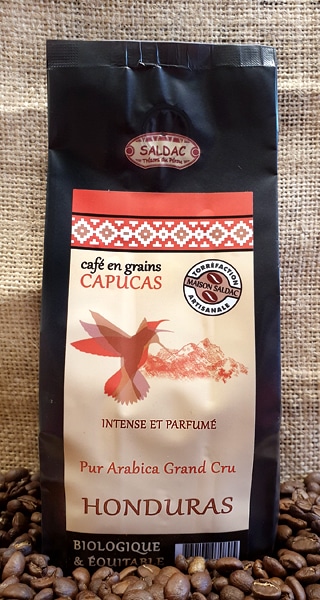 SALDAC
Trésors du Pérou
café en grains
CAPUCAS
TORRÉFACTION
MAISON SALDAC
ARTISANALE
INTENSE ET PARFUMÉ
Pur Arabica Grand Cru
HONDURAS
BIOLOGIQUE
& ÉQUITABLE